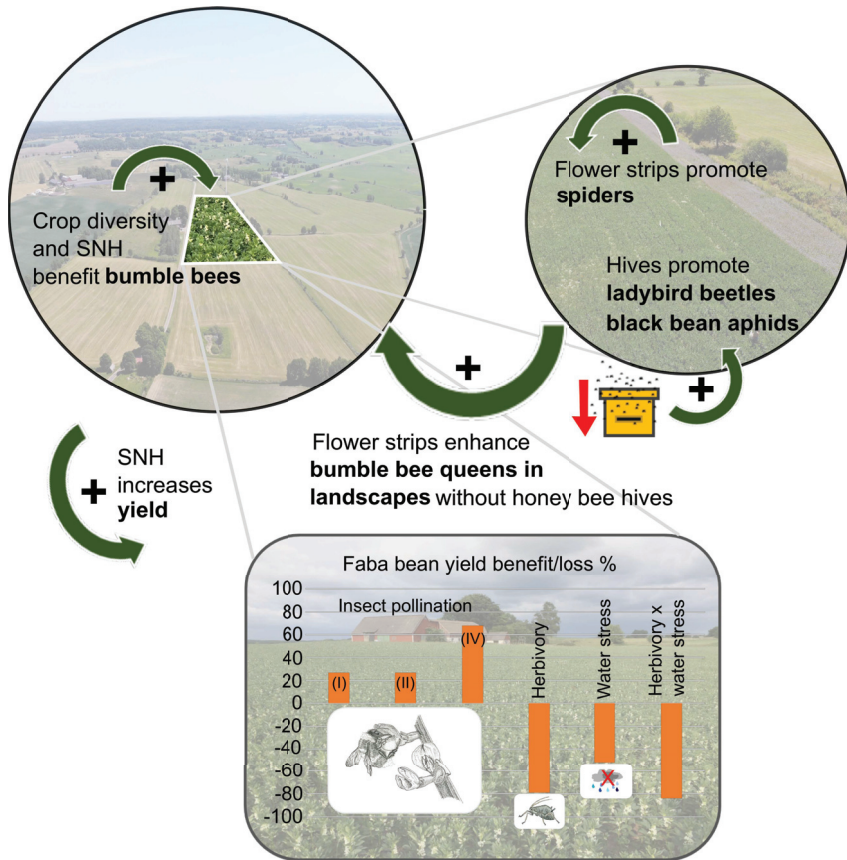 Crop diversity
and SNH
benefit bumble bees
+
Flower strips promote
spiders
+
Hives promote
ladybird beetles
black bean aphids
+
+
Flower strips enhance
bumble bee queens in
landscapes without honey bee hives
+
SNH
increases
yield
+
Faba bean yield benefit/loss %
100
80
60
40
20
0
-20
-40
-60
-80
-100
Insect pollination
(I)
(II)
(IV)
Herbivory
Water stress
Herbivory x
water stress
X